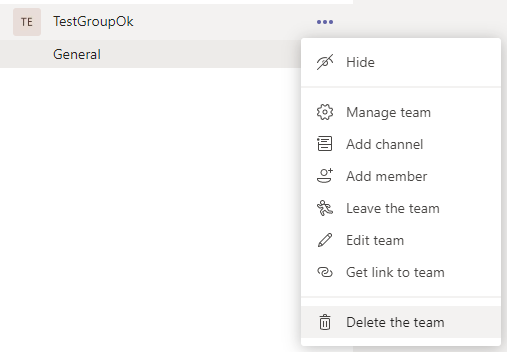 TE TestGroupOk
General
Hide
Manage team
Add channel
Add member
Leave the team
Edit team
Get link to team
Delete the team